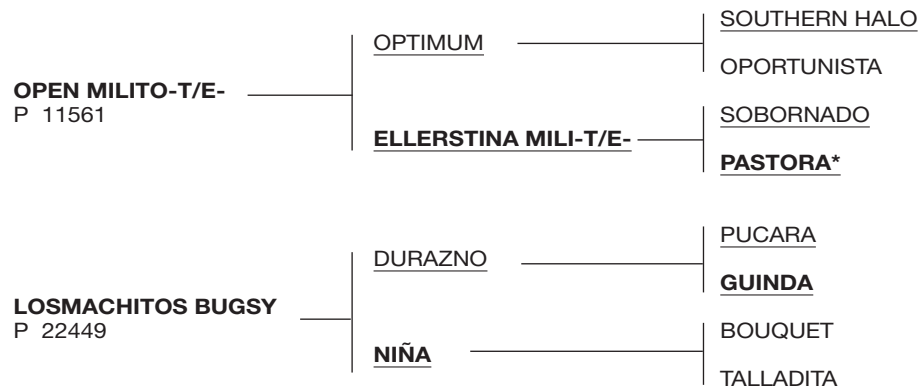 SOUTHERN HALO
OPTIMUM
OPORTUNISTA
OPEN MILITO-T/E-
P 11561
SOBORNADO
ELLERSTINA MILI-T/E-
PASTORA*
PUCARA
DURAZNO
GUINDA
LOSMACHITOS BUGSY
P 22449
BOUQUET
NIÑA
TALLADITA